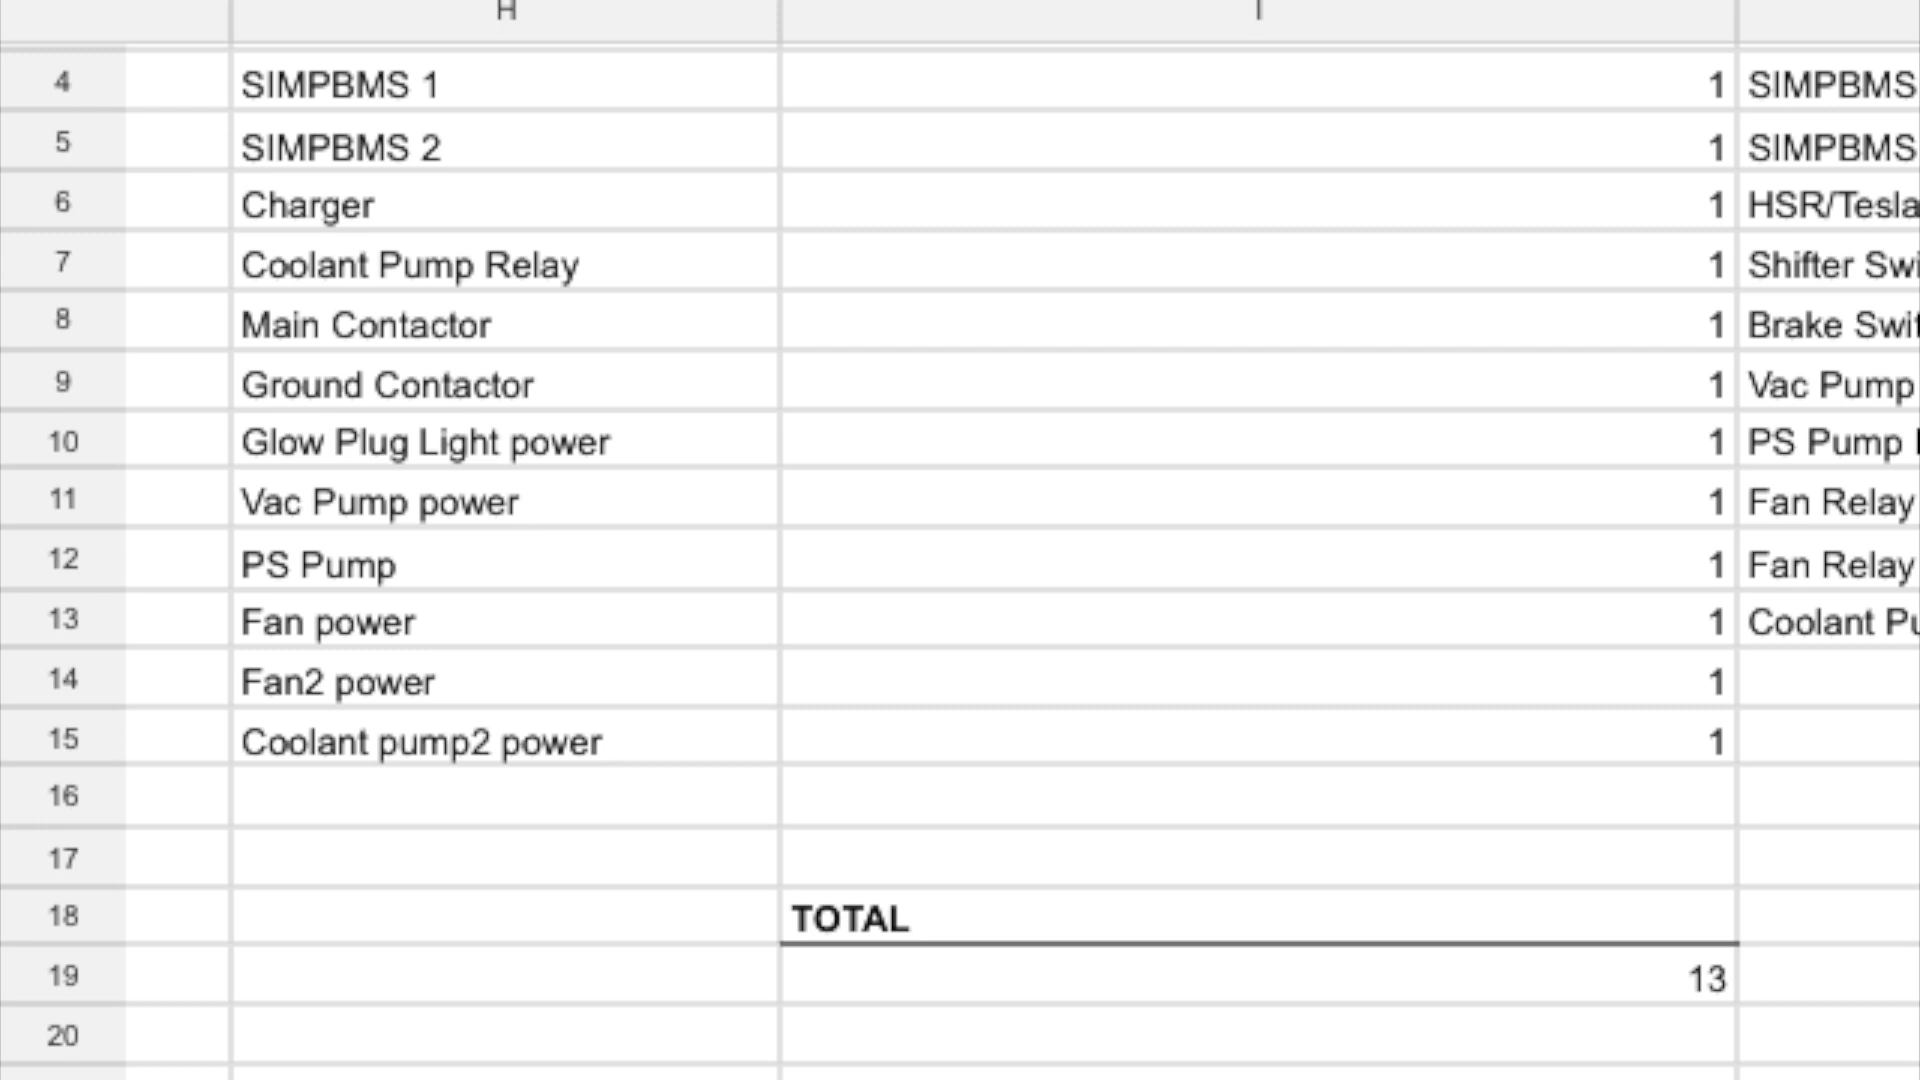 H I
4 SIMPBMS 1 1 SIMPBMS
5 SIMPBMS 2 1 SIMPBMS
6 Charger 1 HSR/Tesla
7 Coolant Pump Relay 1 Shifter
8 Main Contactor 1 Brake
9 Ground Contactor 1 Vac Pump
10 Glow Plug Light power 1 PS Pump
11 Vac Pump power 1 Fan Relay
12 PS Pump 1 Fan Relay
13 Fan power 1 Coolant
14 Fan2 power 1
15 Coolant pump2 power 1
16
17
18 TOTAL
19 13
20